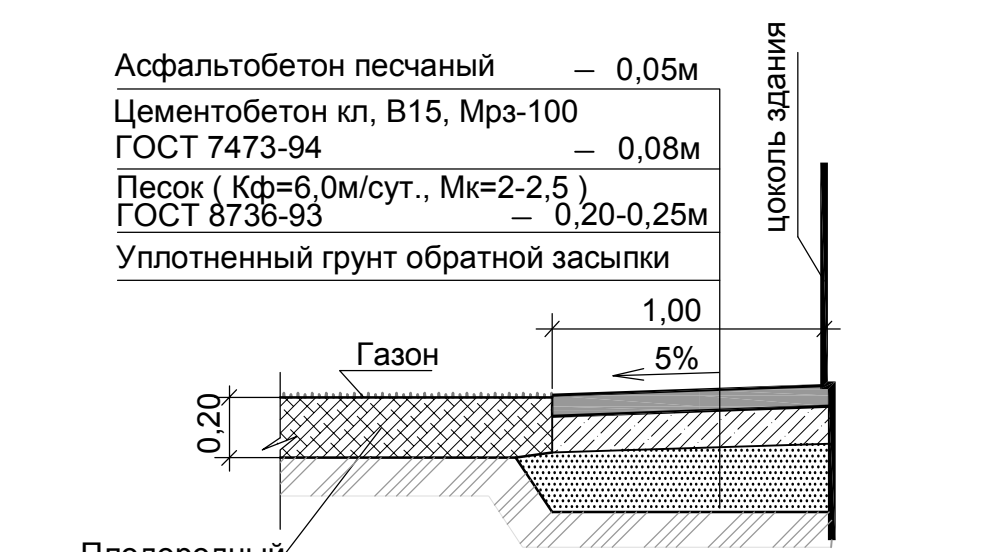 Асфальтобетон песчаный – 0,05м
Цементобетон кл, В15, Мрз-100
ГОСТ 7473-94 – 0,08м
Песок ( Кф=6,0м/сут., Мк=2-2,5 )
ГОСТ 8736-93 – 0,20-0,25м
Уплотненный грунт обратной засыпки
цоколь здания
1,00
5%
Газон
0,20
Плодородный